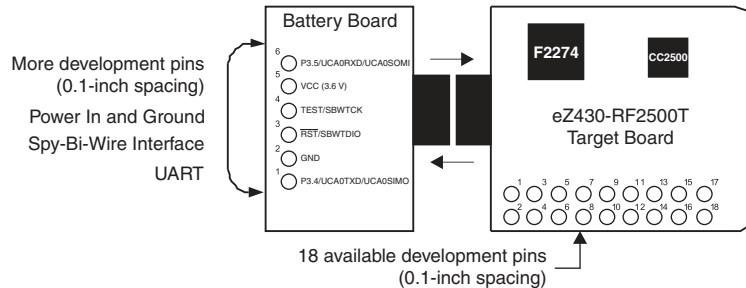 Battery Board
More development pins
(0.1-inch spacing)
Power In and Ground
Spy-Bi-Wire Interface
UART
6 P3.5/UCA0RXD/UCA0SOMI
5 VCC (3.6 V)
4 TEST/SBWTCK
3 RST/SBWTDIO
2 GND
1 P3.4/UCA0TXD/UCA0SIMO
F2274
CC2500
eZ430-RF2500T
Target Board
1 3 5 7 9 11 13 15 17
2 4 6 8 10 12 14 16 18
18 available development pins
(0.1-inch spacing)